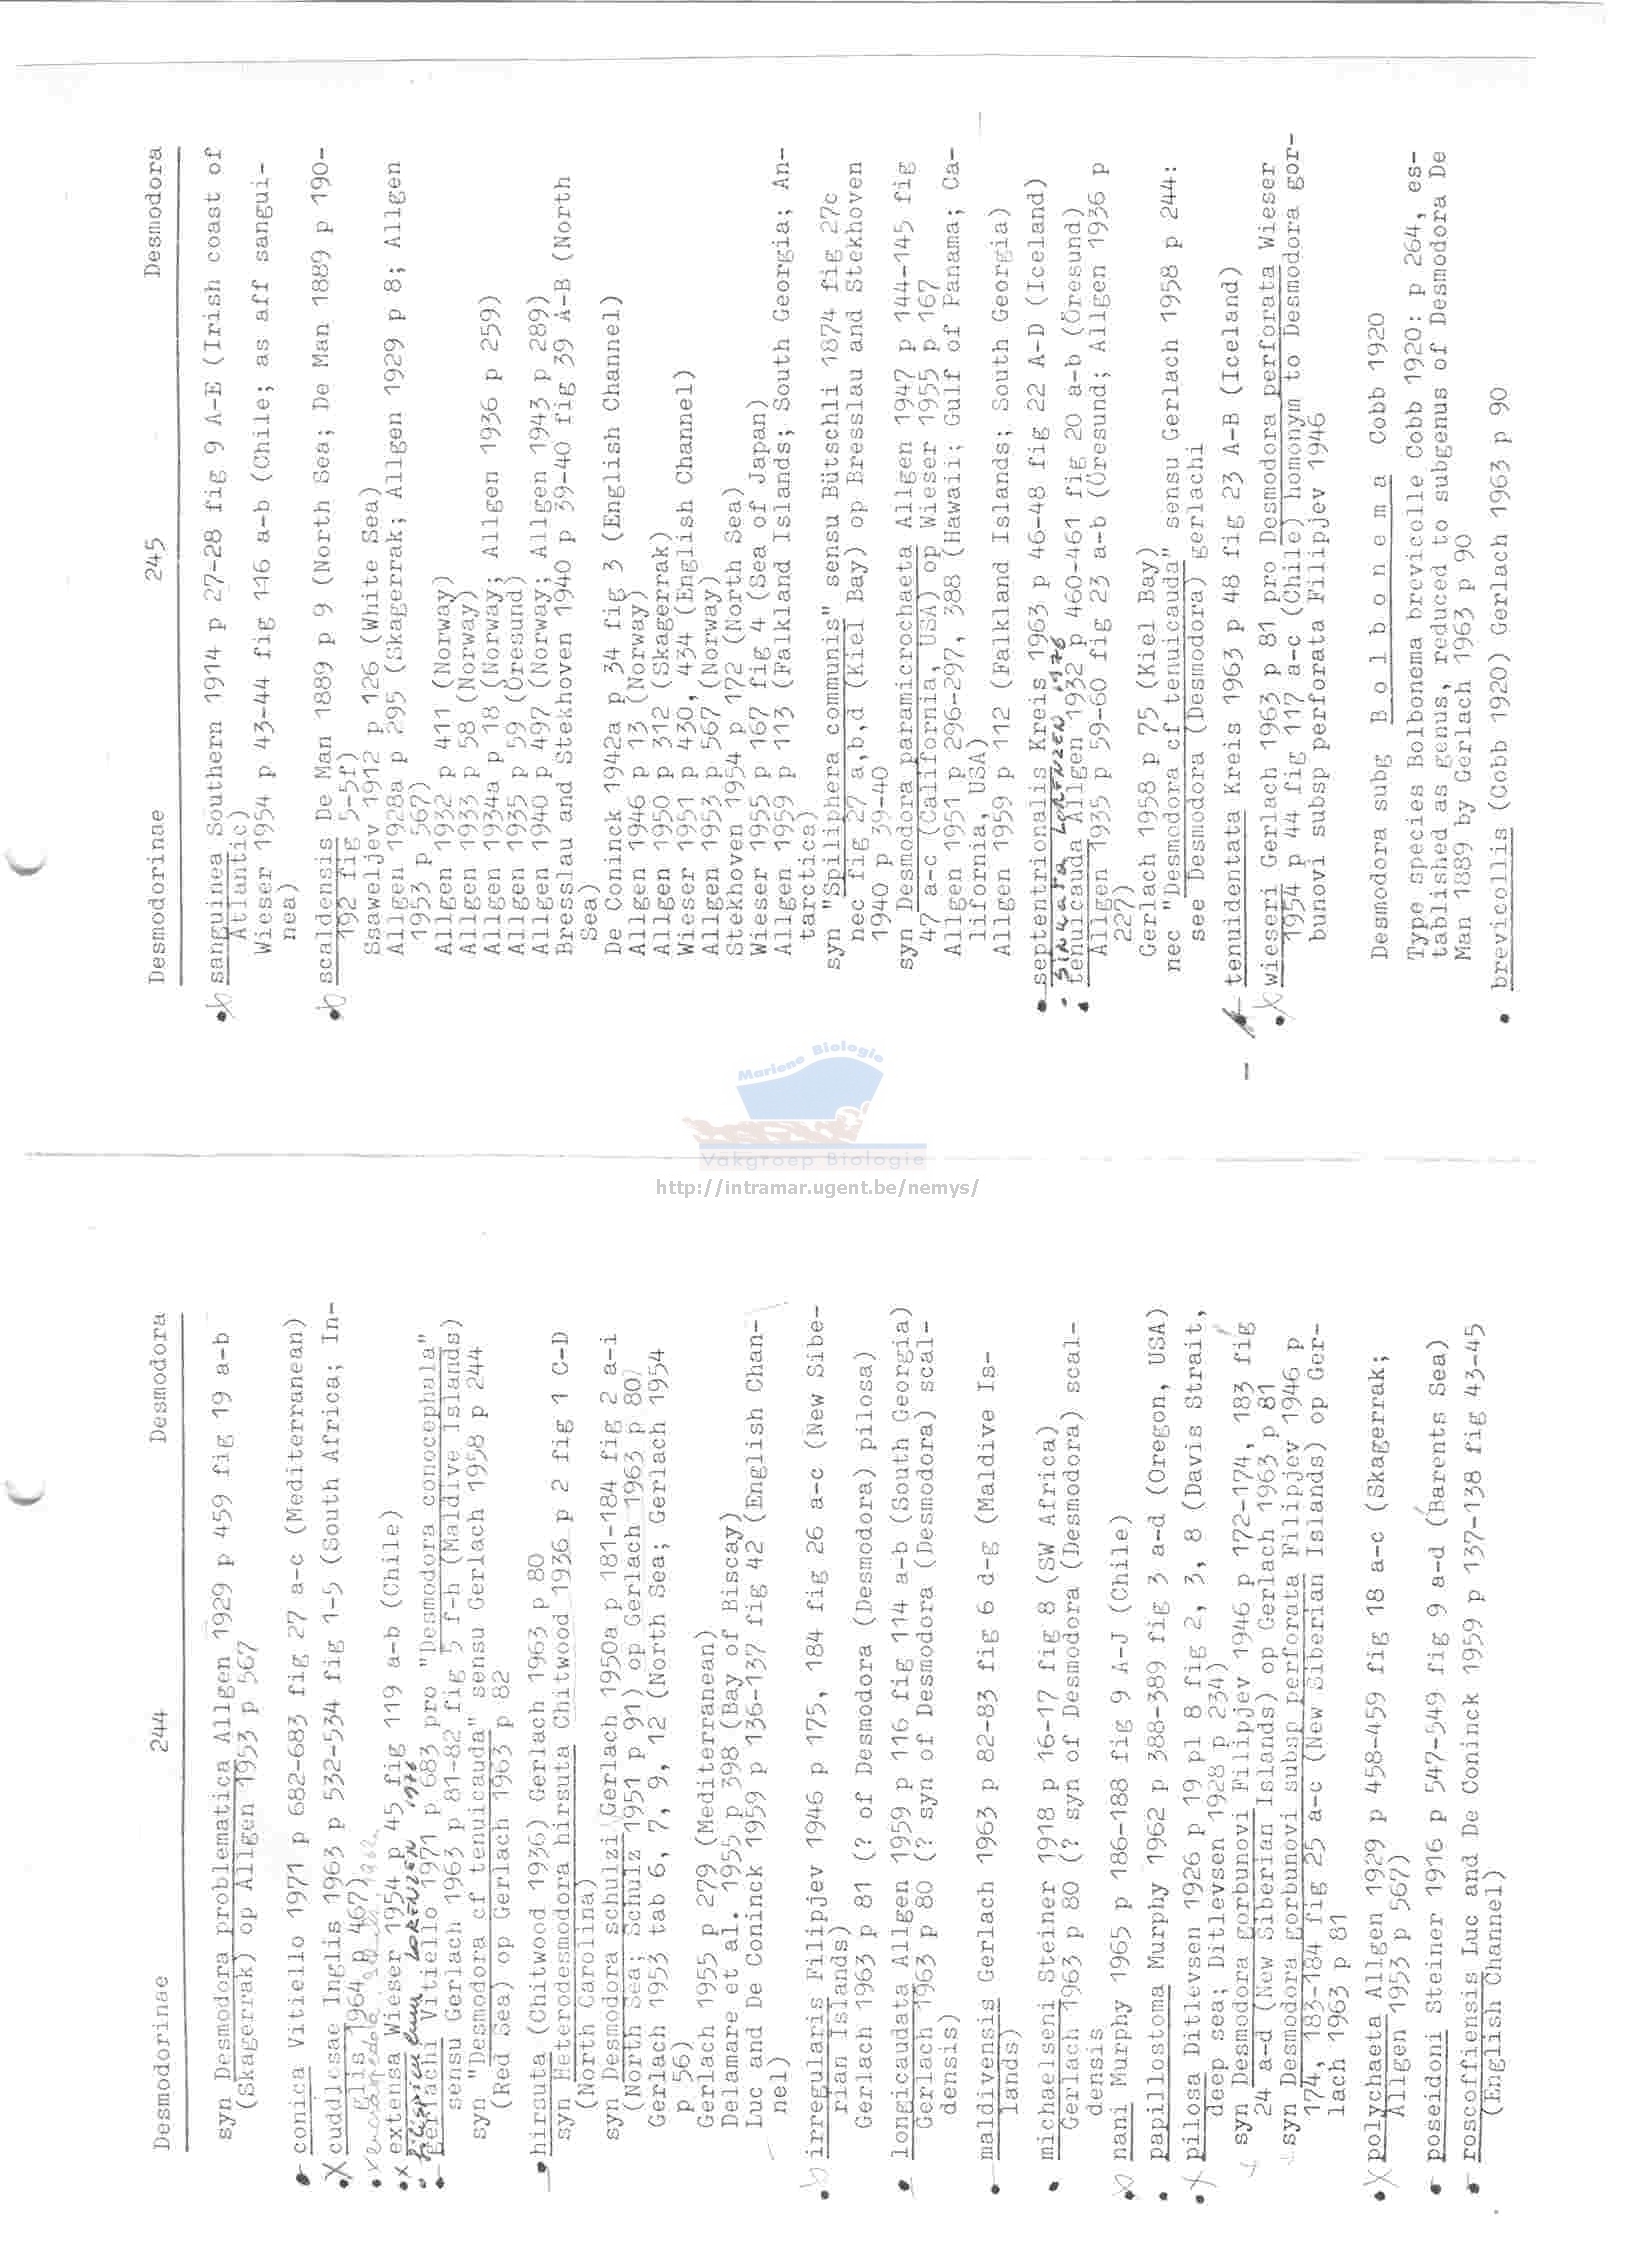 Desmodorinae 244 Desmodora
syn Desmodora problematica Allgen 1929 p 459 fig 19 a-b
(Skagerrak) op Allgen 1953 p 567
conica Vitiello 1971 p 682-683 fig 27 a-c (Mediterranean)
cuddlesae Inglis 1963 p 532-534 fig 1-5 (South Africa; In-
glis 1964 p 467)
extensa Wieser 1954 p 45 fig 119 a-b (Chile)
LORENZEN 1976
gerlachi Vitiello 1971 p 683 pro "Desmodora conocephala"
sensu Gerlach 1963 p 81-82 fig 5 f-h (Maldive Islands)
syn "Desmodora cf tenuicauda" sensu Gerlach 1958 p 244
(Red Sea) op Gerlach 1963 p 82
hirsuta (Chitwood 1936) Gerlach 1963 p 80
syn Heterodesmodora hirsuta Chitwood 1936 p 2 fig 1 C-D
(North Carolina)
syn Desmodora schulzi Gerlach 1950a p 181-184 fig 2 a-i
(North Sea; Schulz 1951 p 91) op Gerlach 1963 p 80
Gerlach 1953 tab 6, 7, 9, 12 (North Sea; Gerlach 1954
p 56)
Gerlach 1955 p 279 (Mediterranean)
Delamare et al. 1955 p 398 (Bay of Biscay)
Luc and De Coninck 1959 p 136-137 fig 42 (English Chan-
nel)
irregularis Filipjev 1946 p 175, 184 fig 26 a-c (New Sibe-
rian Islands)
Gerlach 1963 p 81 (? of Desmodora (Desmodora) pilosa)
longicaudata Allgen 1959 p 116 fig 114 a-b (South Georgia)
Gerlach 1963 p 80 (? syn of Desmodora (Desmodora) scal-
densis)
maldivensis Gerlach 1963 p 82-83 fig 6 d-g (Maldive Is-
lands)
michaelseni Steiner 1918 p 16-17 fig 8 (SW Africa)
Gerlach 1963 p 80 (? syn of Desmodora (Desmodora) scal-
densis
nani Murphy 1965 p 186-188 fig 9 A-J (Chile)
papillostoma Murphy 1962 p 388-389 fig 3 a-d (Oregon, USA)
pilosa Ditlevsen 1926 p 19 pl 8 fig 2, 3, 8 (Davis Strait,
deep sea; Ditlevsen 1928 p 234)
syn Desmodora gorbunovi Filipjev 1946 p 172-174, 183 fig
24 a-d (New Siberian Islands) op Gerlach 1963 p 81
syn Desmodora gorbunovi subsp perforata Filipjev 1946 p
174, 183-184 fig 25 a-c (New Siberian Islands) op Ger-
lach 1963 p 81
polychaeta Allgen 1929 p 458-459 fig 18 a-c (Skagerrak;
Allgen 1953 p 567)
poseidoni Steiner 1916 p 547-549 fig 9 a-d (Barents Sea)
roscoffiensis Luc and De Coninck 1959 p 137-138 fig 43-45
(English Channel)
Desmodorinae 245 Desmodora
sanguinea Southern 1914 p 27-28 fig 9 A-E (Irish coast of
Atlantic)
Wieser 1954 p 43-44 fig 116 a-b (Chile; as aff sangui-
nea)
scaldensis De Man 1889 p 9 (North Sea; De Man 1889 p 190-
192 fig 5-5f)
Ssaweljev 1912 p 126 (White Sea)
Allgen 1928a p 295 (Skagerrak; Allgen 1929 p 8; Allgen
1953 p 567)
Allgen 1932 p 411 (Norway)
Allgen 1933 p 58 (Norway)
Allgen 1934a p 18 (Norway; Allgen 1936 p 259)
Allgen 1935 p 59 (Öresund)
Allgen 1940 p 497 (Norway; Allgen 1943 p 289)
Bresslau and Stekhoven 1940 p 39-40 fig 39 A-B (North
Sea)
De Coninck 1942a p 34 fig 3 (English Channel)
Allgen 1946 p 13 (Norway)
Allgen 1950 p 312 (Skagerrak)
Wieser 1951 p 430, 434 (English Channel)
Allgen 1953 p 567 (Norway)
Stekhoven 1954 p 172 (North Sea)
Wieser 1955 p 167 fig 4 (Sea of Japan)
Allgen 1959 p 113 (Falkland Islands; South Georgia; An-
tarctica)
syn "Spiliphera communis" sensu Bütschli 1874 fig 27c
nec fig 27 a,b,d (Kiel Bay) op Bresslau and Stekhoven
1940 p 39-40
syn Desmodora paramicrochaeta Allgen 1947 p 144-145 fig
47 a-c (California, USA) op Wieser 1955 p 167
Allgen 1951 p 296-297, 388 (Hawaii; Gulf of Panama; Ca-
lifornia, USA)
Allgen 1959 p 112 (Falkland Islands; South Georgia)
septentrionalis Kreis 1963 p 46-48 fig 22 A-D (Iceland)
sinuata LORENZEN 1976
tenuicauda Allgen 1932 p 460-461 fig 20 a-b (Öresund)
Allgen 1935 p 59-60 fig 23 a-b (Öresund; Allgen 1936 p
227)
Gerlach 1958 p 75 (Kiel Bay)
nec "Desmodora cf tenuicauda" sensu Gerlach 1958 p 244:
see Desmodora (Desmodora) gerlachi
tenuidentata Kreis 1963 p 48 fig 23 A-B (Iceland)
wieseri Gerlach 1963 p 81 pro Desmodora perforata Wieser
1954 p 44 fig 117 a-c (Chile) homonym to Desmodora gor-
bunovi subsp perforata Filipjev 1946
Desmodora subg B o l b o n e m a Cobb 1920
Type species Bolbonema brevicolle Cobb 1920: p 264, es-
tablished as genus, reduced to subgenus of Desmodora De
Man 1889 by Gerlach 1963 p 90
brevicollis (Cobb 1920) Gerlach 1963 p 90
Mariene Biologie
Vakgroep Biologie
http://intramar.ugent.be/nemys/